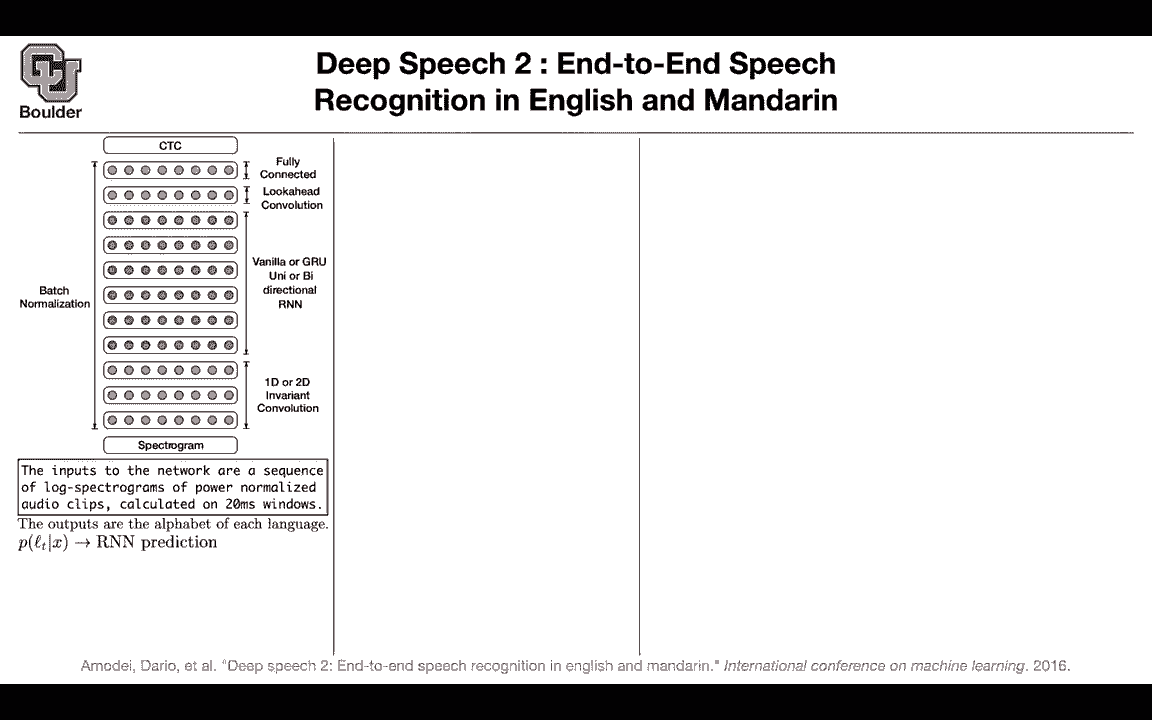 Boulder
Deep Speech 2 : End-to-End Speech
Recognition in English and Mandarin
CTC
Fully
Connected
Lookahead
Convolution
Vanilla or GRU
Uni or Bi
directional
RNN
Batch
Normalization
1D or 2D
Invariant
Convolution
Spectrogram
The inputs to the network are a sequence
of log-spectrograms of power normalized
audio clips, calculated on 20ms windows.
The outputs are the alphabet of each language.
p(ℓₜ|x) → RNN prediction
Amodei, Dario, et al. "Deep speech 2: End-to-end speech recognition in english and mandarin." International conference on machine learning. 2016.